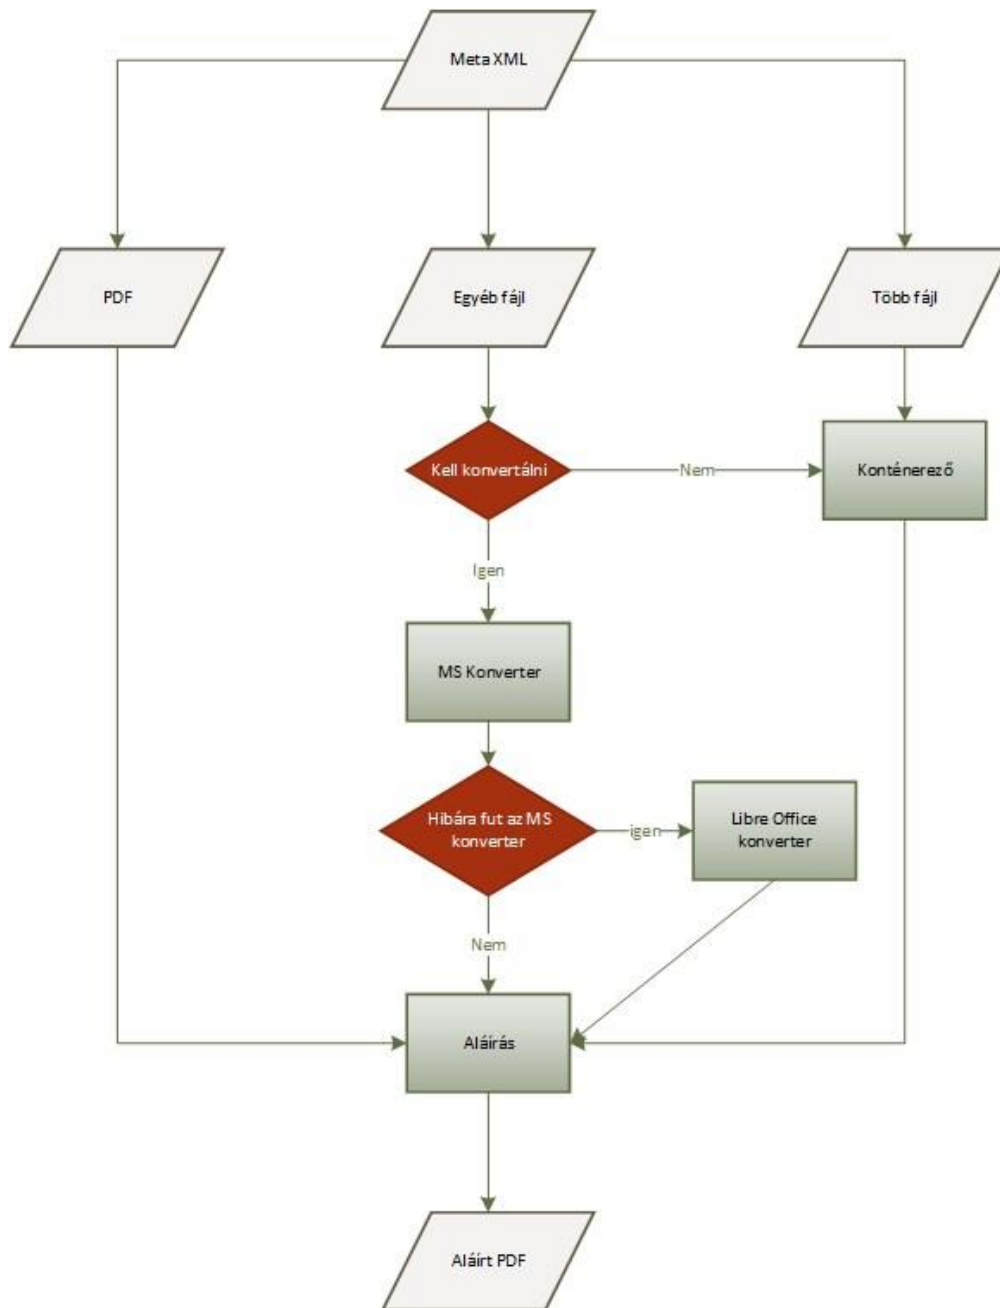 Meta XML
PDF
Egyéb fájl
Több fájl
Kell konvertálni
Nem
Konténerező
Igen
MS Konverter
Hibára fut az MS
konverter
igen
Libre Office
konverter
Nem
Aláírás
Aláírt PDF